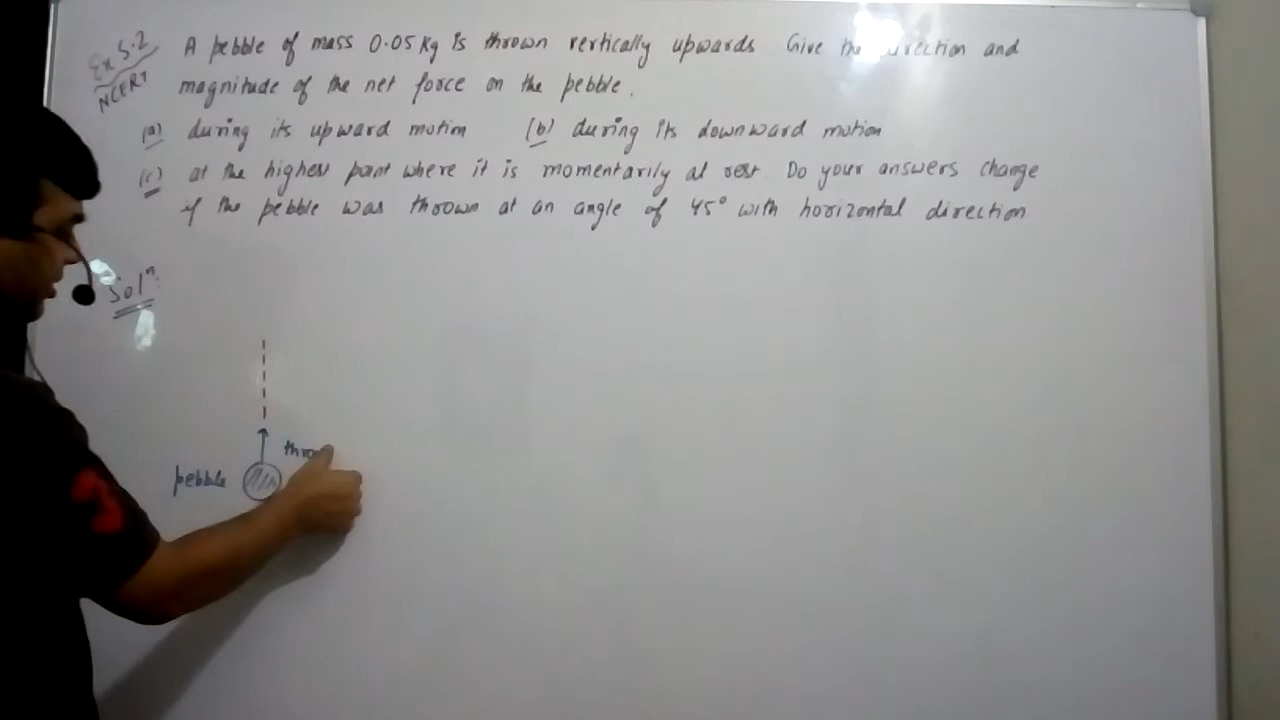 Ex 5.2
NCERT
A pebble of mass 0.05 Kg is thrown vertically upwards Give the direction and
magnitude of the net force on the pebble.
(a) during its upward motion (b) during its downward motion
(c) at the highest point where it is momentarily at rest. Do your answers change
if the pebble was thrown at an angle of 45° with horizontal direction
Solⁿ:
pebble